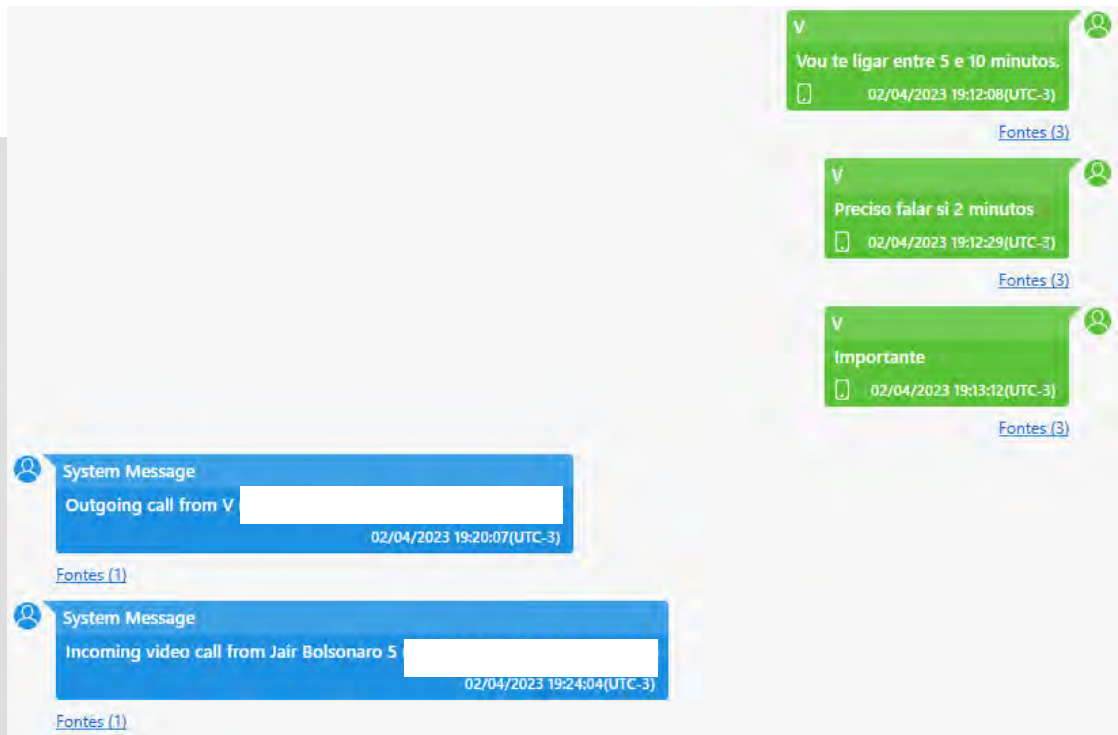 V
Vou te ligar entre 5 e 10 minutos.
02/04/2023 19:12:08(UTC-3)
Fontes (3)
V
Preciso falar si 2 minutos
02/04/2023 19:12:29(UTC-3)
Fontes (3)
V
Importante
02/04/2023 19:13:12(UTC-3)
Fontes (3)
System Message
Outgoing call from V
02/04/2023 19:20:07(UTC-3)
Fontes (1)
System Message
Incoming video call from Jair Bolsonaro 5
02/04/2023 19:24:04(UTC-3)
Fontes (1)